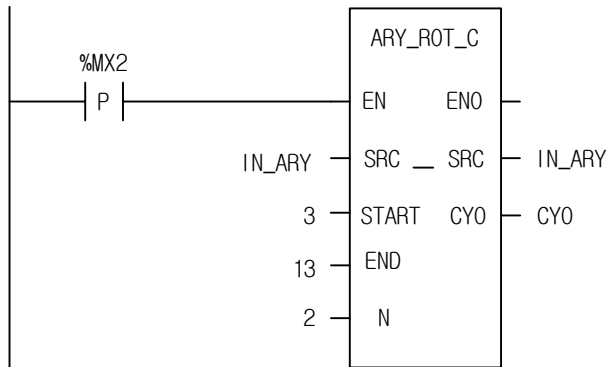 ARY_ROT_C
%MX2
P
EN ENO
IN_ARY SRC _ SRC IN_ARY
3 START CYO CYO
13 END
2 N